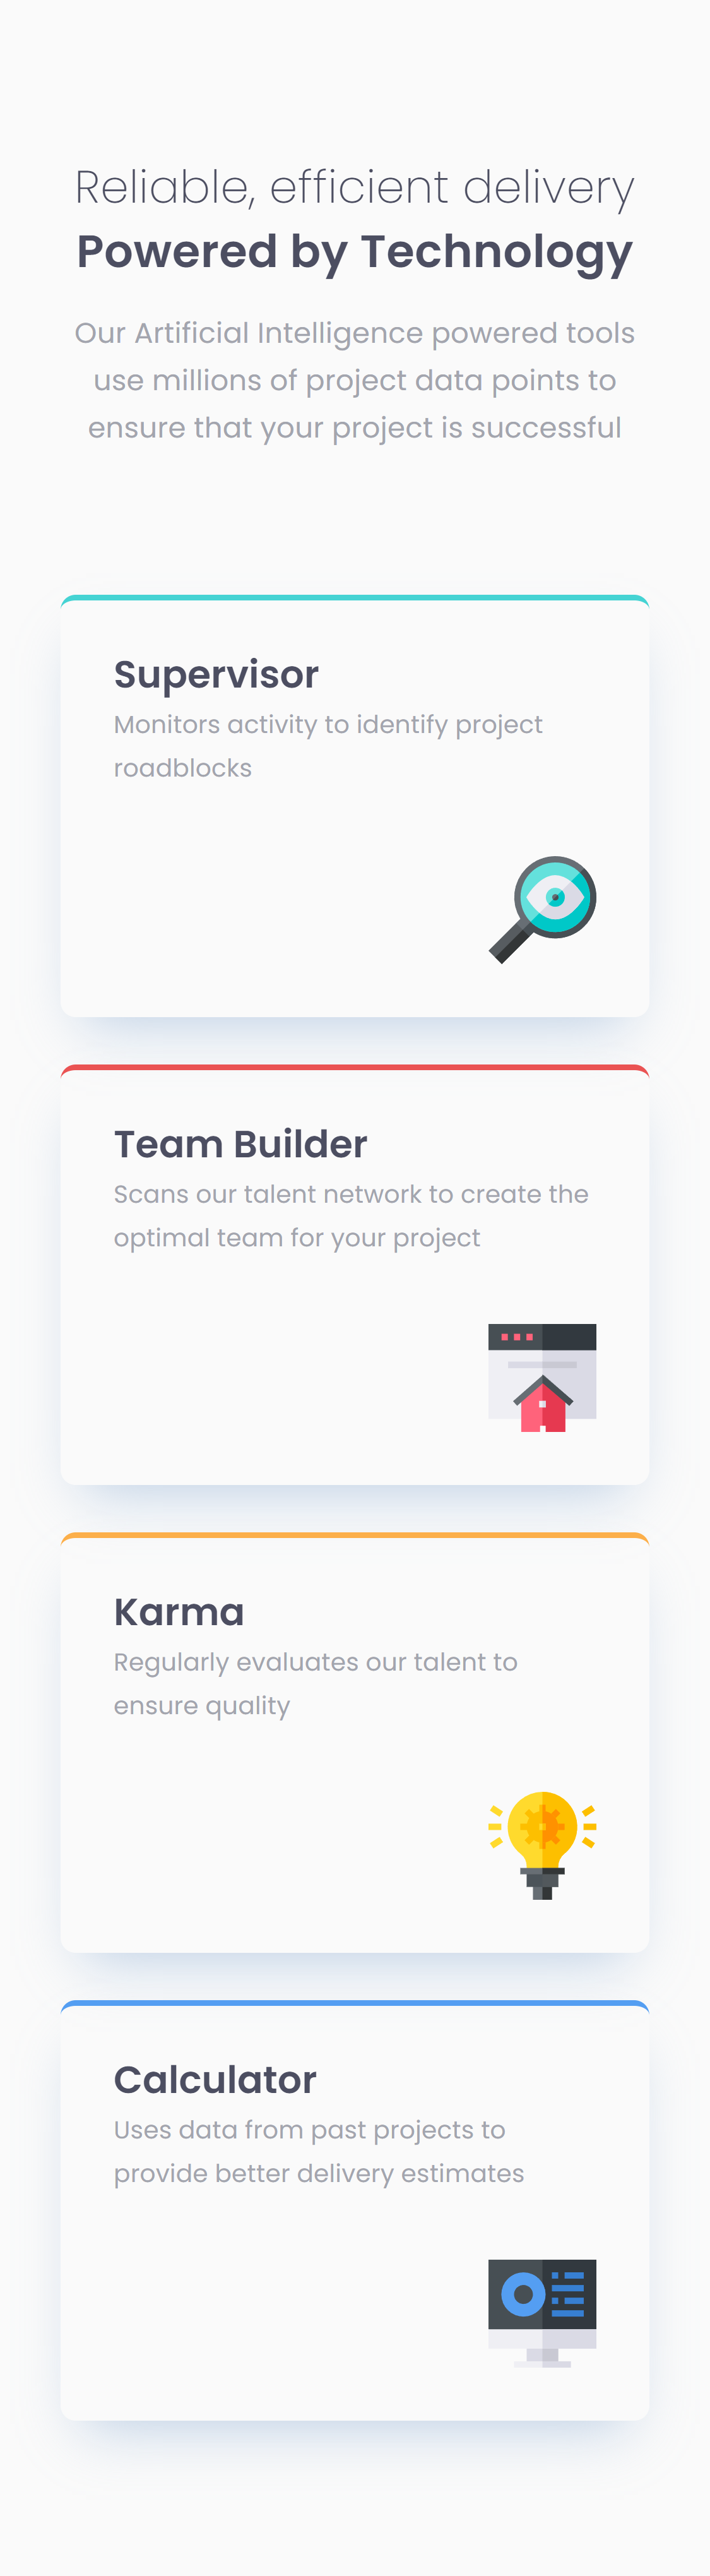 Reliable, efficient delivery
Powered by Technology
Our Artificial Intelligence powered tools
use millions of project data points to
ensure that your project is successful
Supervisor
Monitors activity to identify project
roadblocks
Team Builder
Scans our talent network to create the
optimal team for your project
Karma
Regularly evaluates our talent to
ensure quality
Calculator
Uses data from past projects to
provide better delivery estimates